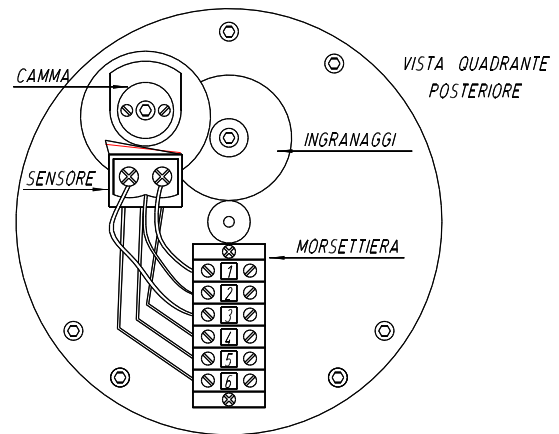 CAMMA
VISTA QUADRANTE
POSTERIORE
INGRANAGGI
SENSORE
MORSETTIERA
1
2
3
4
5
6